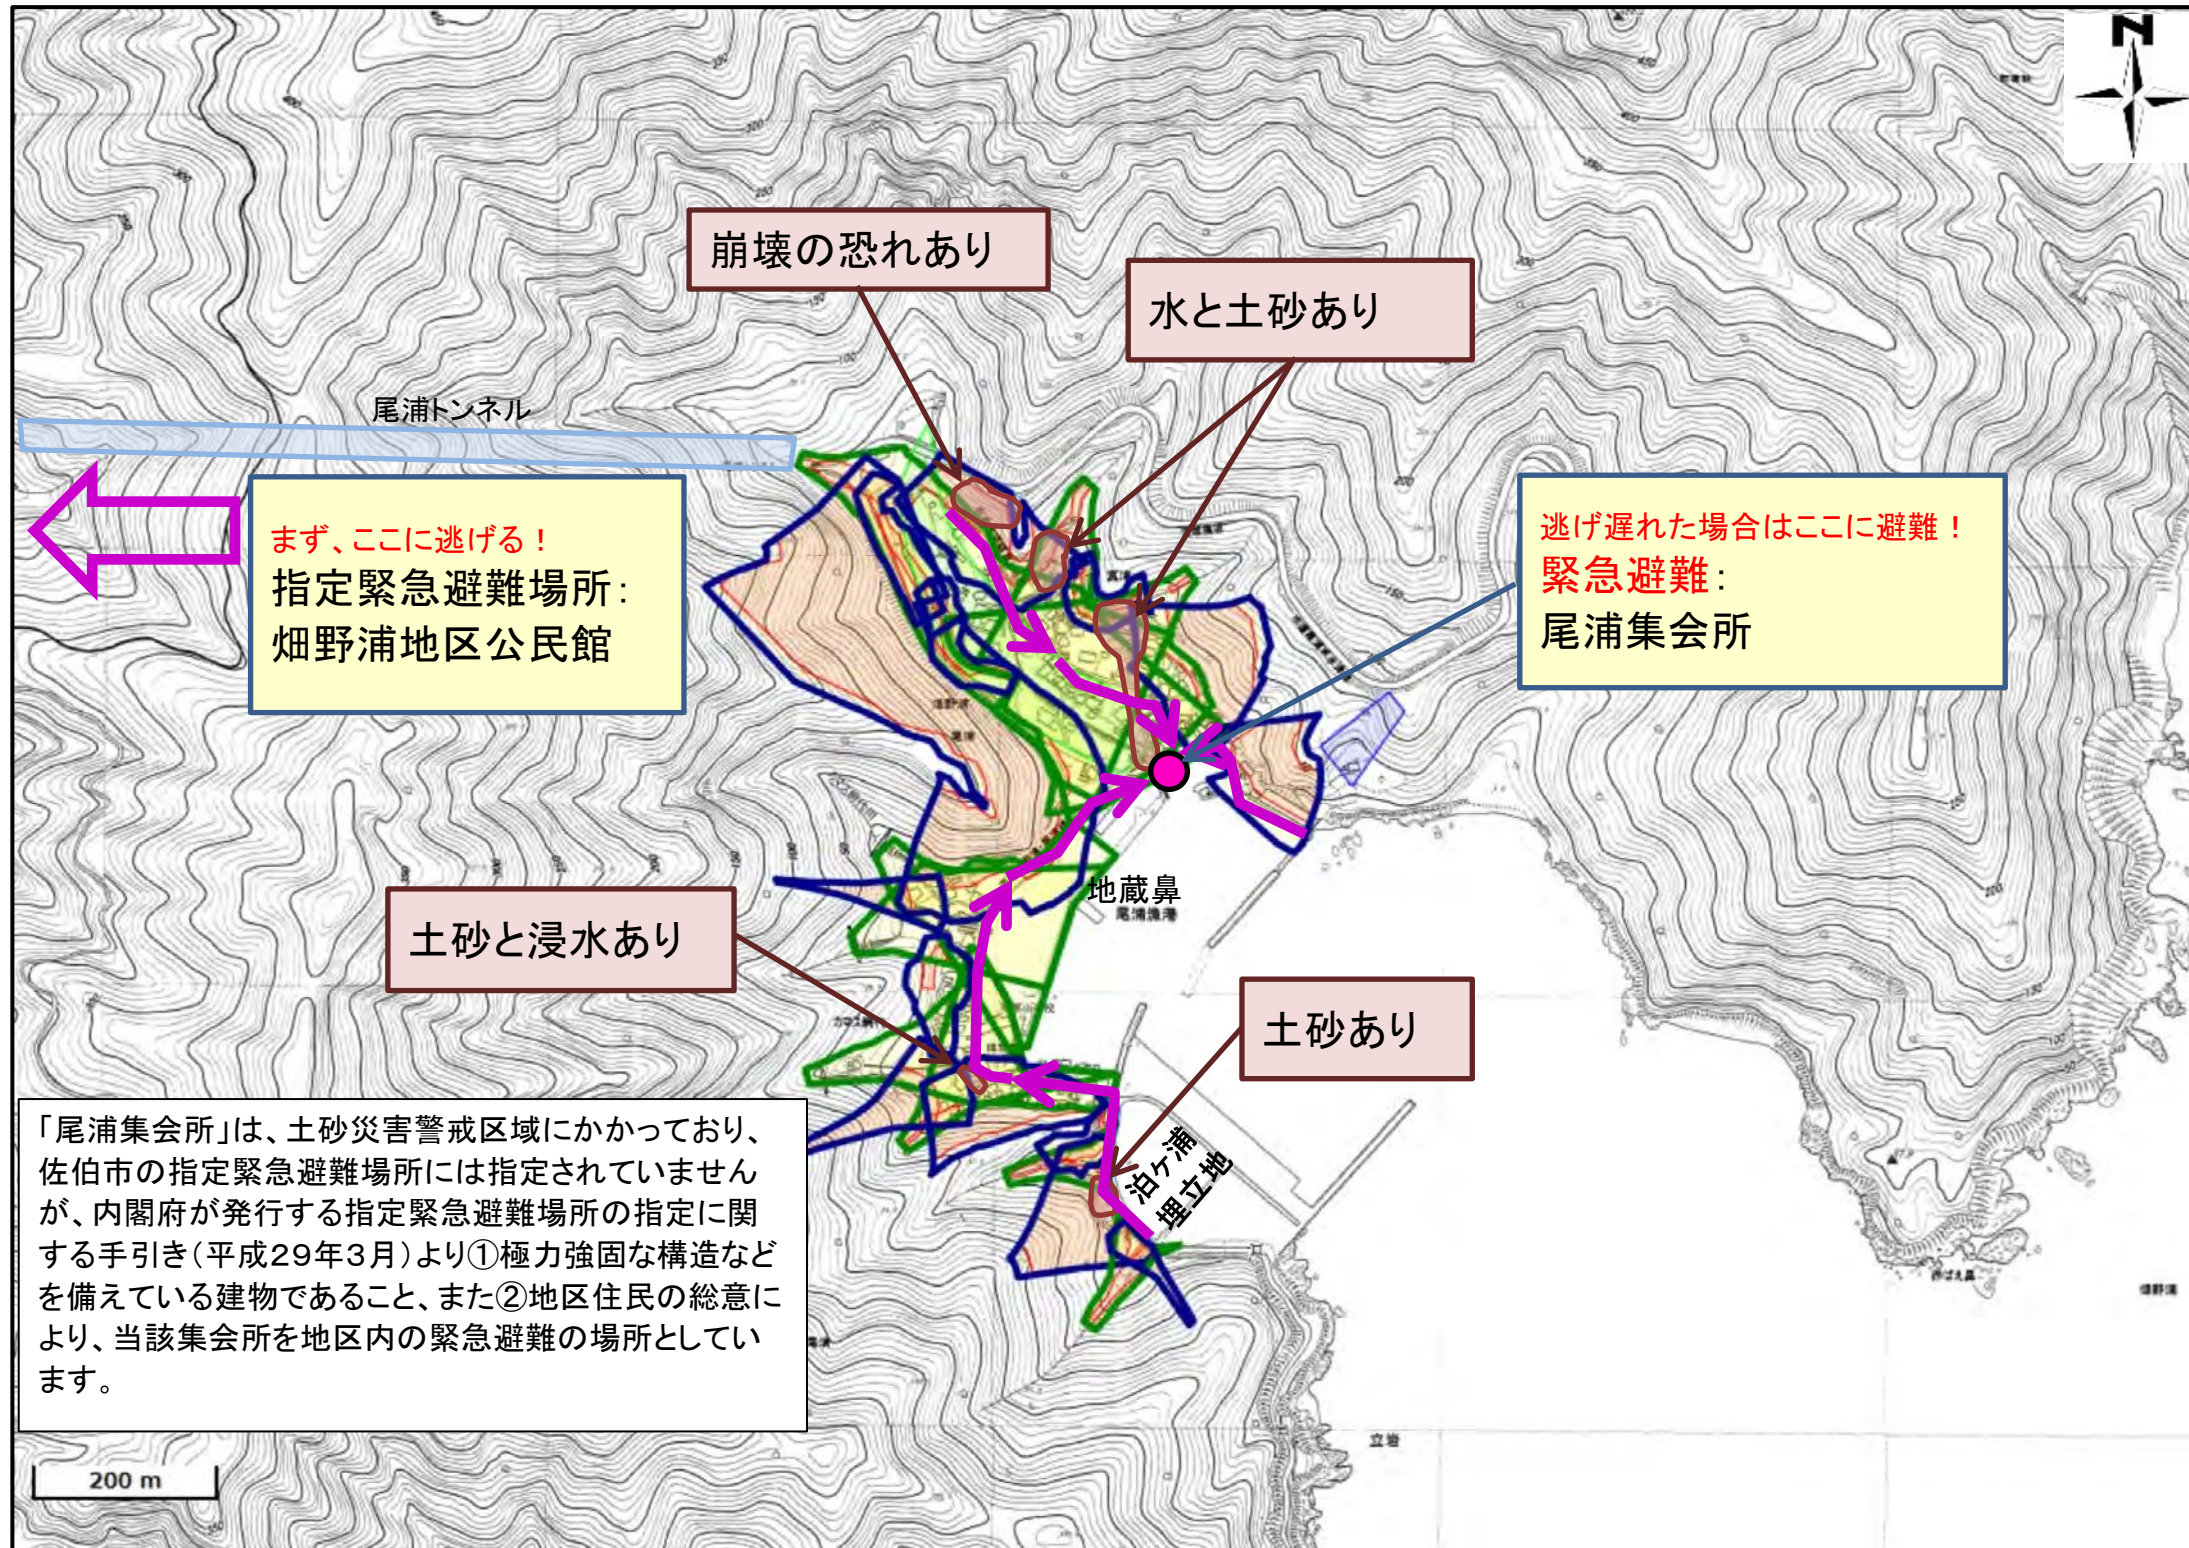 N
崩壊の恐れあり
水と土砂あり
尾浦トンネル
まず、ここに逃げる！
指定緊急避難場所：
畑野浦地区公民館
逃げ遅れた場合はここに避難！
緊急避難：
尾浦集会所
地蔵鼻
尾浦漁港
土砂と浸水あり
土砂あり
泊ケ浦
埋立地
「尾浦集会所」は、土砂災害警戒区域にかかっており、
佐伯市の指定緊急避難場所には指定されていません
が、内閣府が発行する指定緊急避難場所の指定に関
する手引き（平成29年3月）より①極力強固な構造など
を備えている建物であること、また②地区住民の総意に
より、当該集会所を地区内の緊急避難の場所としてい
ます。
立岩
畑野浦
200 m